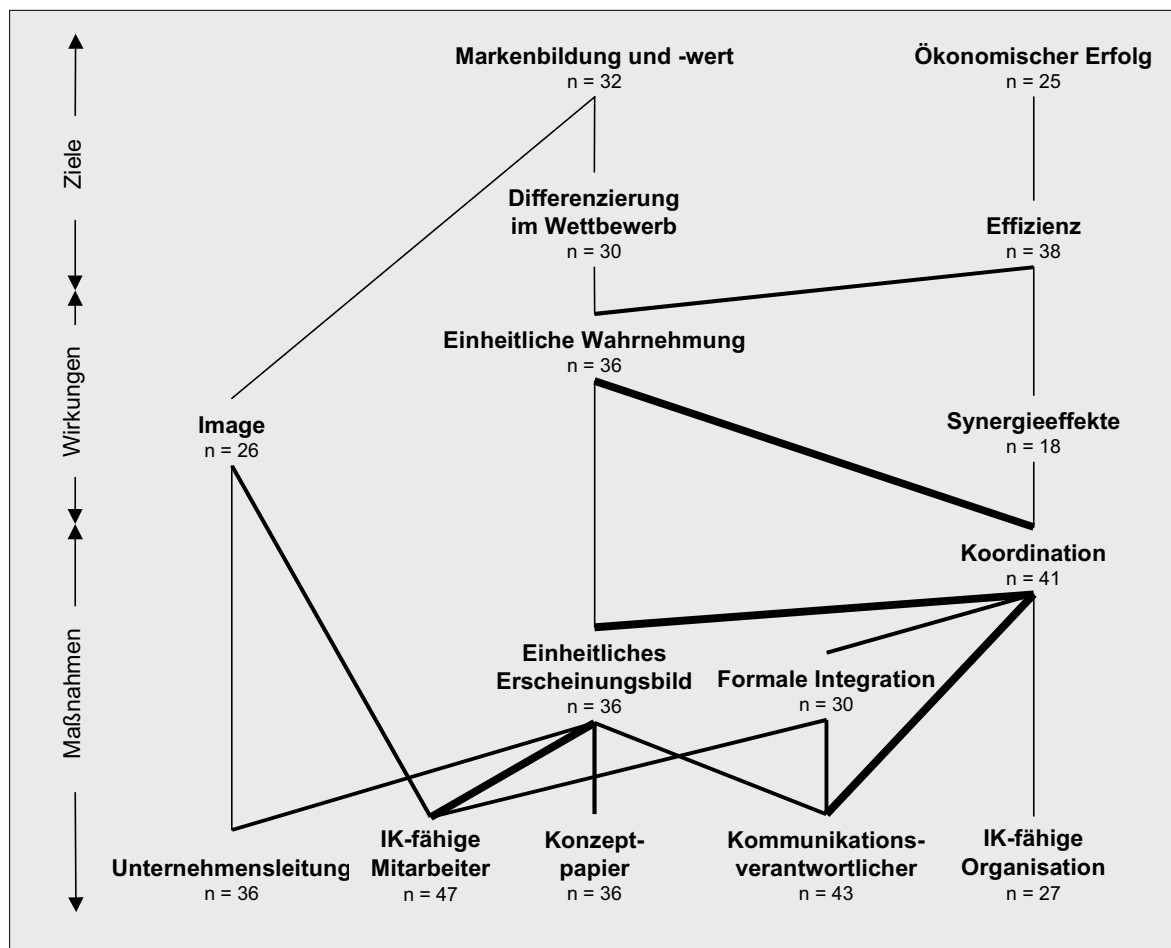 Ziele
Wirkungen
Maßnahmen
Markenbildung und -wert
n = 32
Ökonomischer Erfolg
n = 25
Differenzierung
im Wettbewerb
n = 30
Effizienz
n = 38
Einheitliche Wahrnehmung
n = 36
Image
n = 26
Synergieeffekte
n = 18
Koordination
n = 41
Einheitliches
Erscheinungsbild
n = 36
Formale Integration
n = 30
Unternehmensleitung
n = 36
IK-fähige
Mitarbeiter
n = 47
Konzept-
papier
n = 36
Kommunikations-
verantwortlicher
n = 43
IK-fähige
Organisation
n = 27